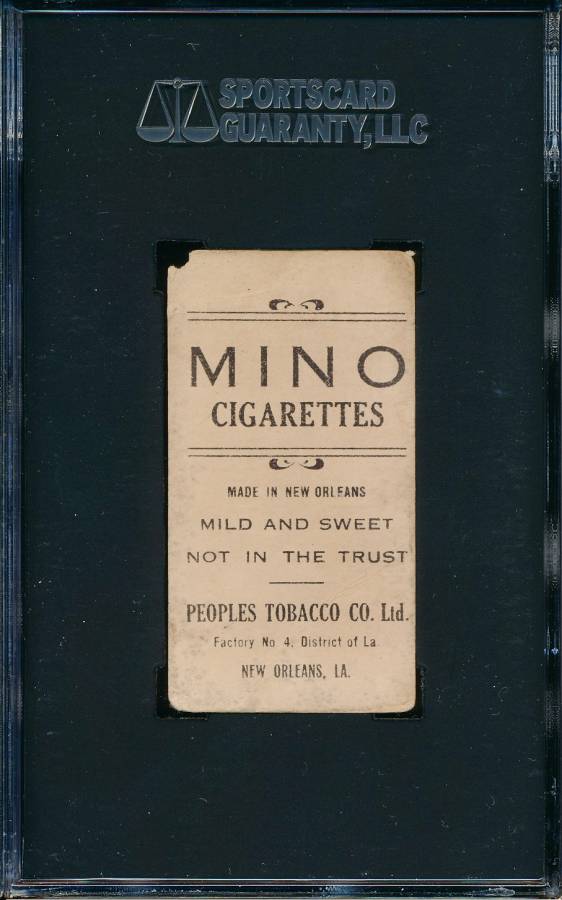 SPORTSCARD
GUARANTY, LLC
MINO
CIGARETTES
MADE IN NEW ORLEANS
MILD AND SWEET
NOT IN THE TRUST
PEOPLES TOBACCO CO. Ltd.
Factory No 4, District of La
NEW ORLEANS, LA.